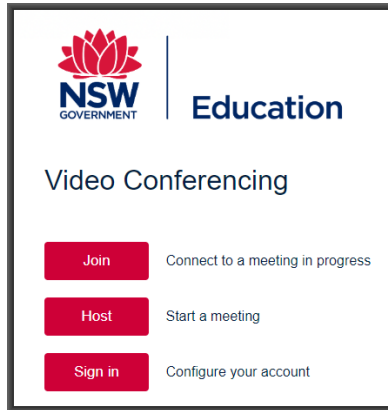 NSW
GOVERNMENT
Education
Video Conferencing
Join Connect to a meeting in progress
Host Start a meeting
Sign in Configure your account